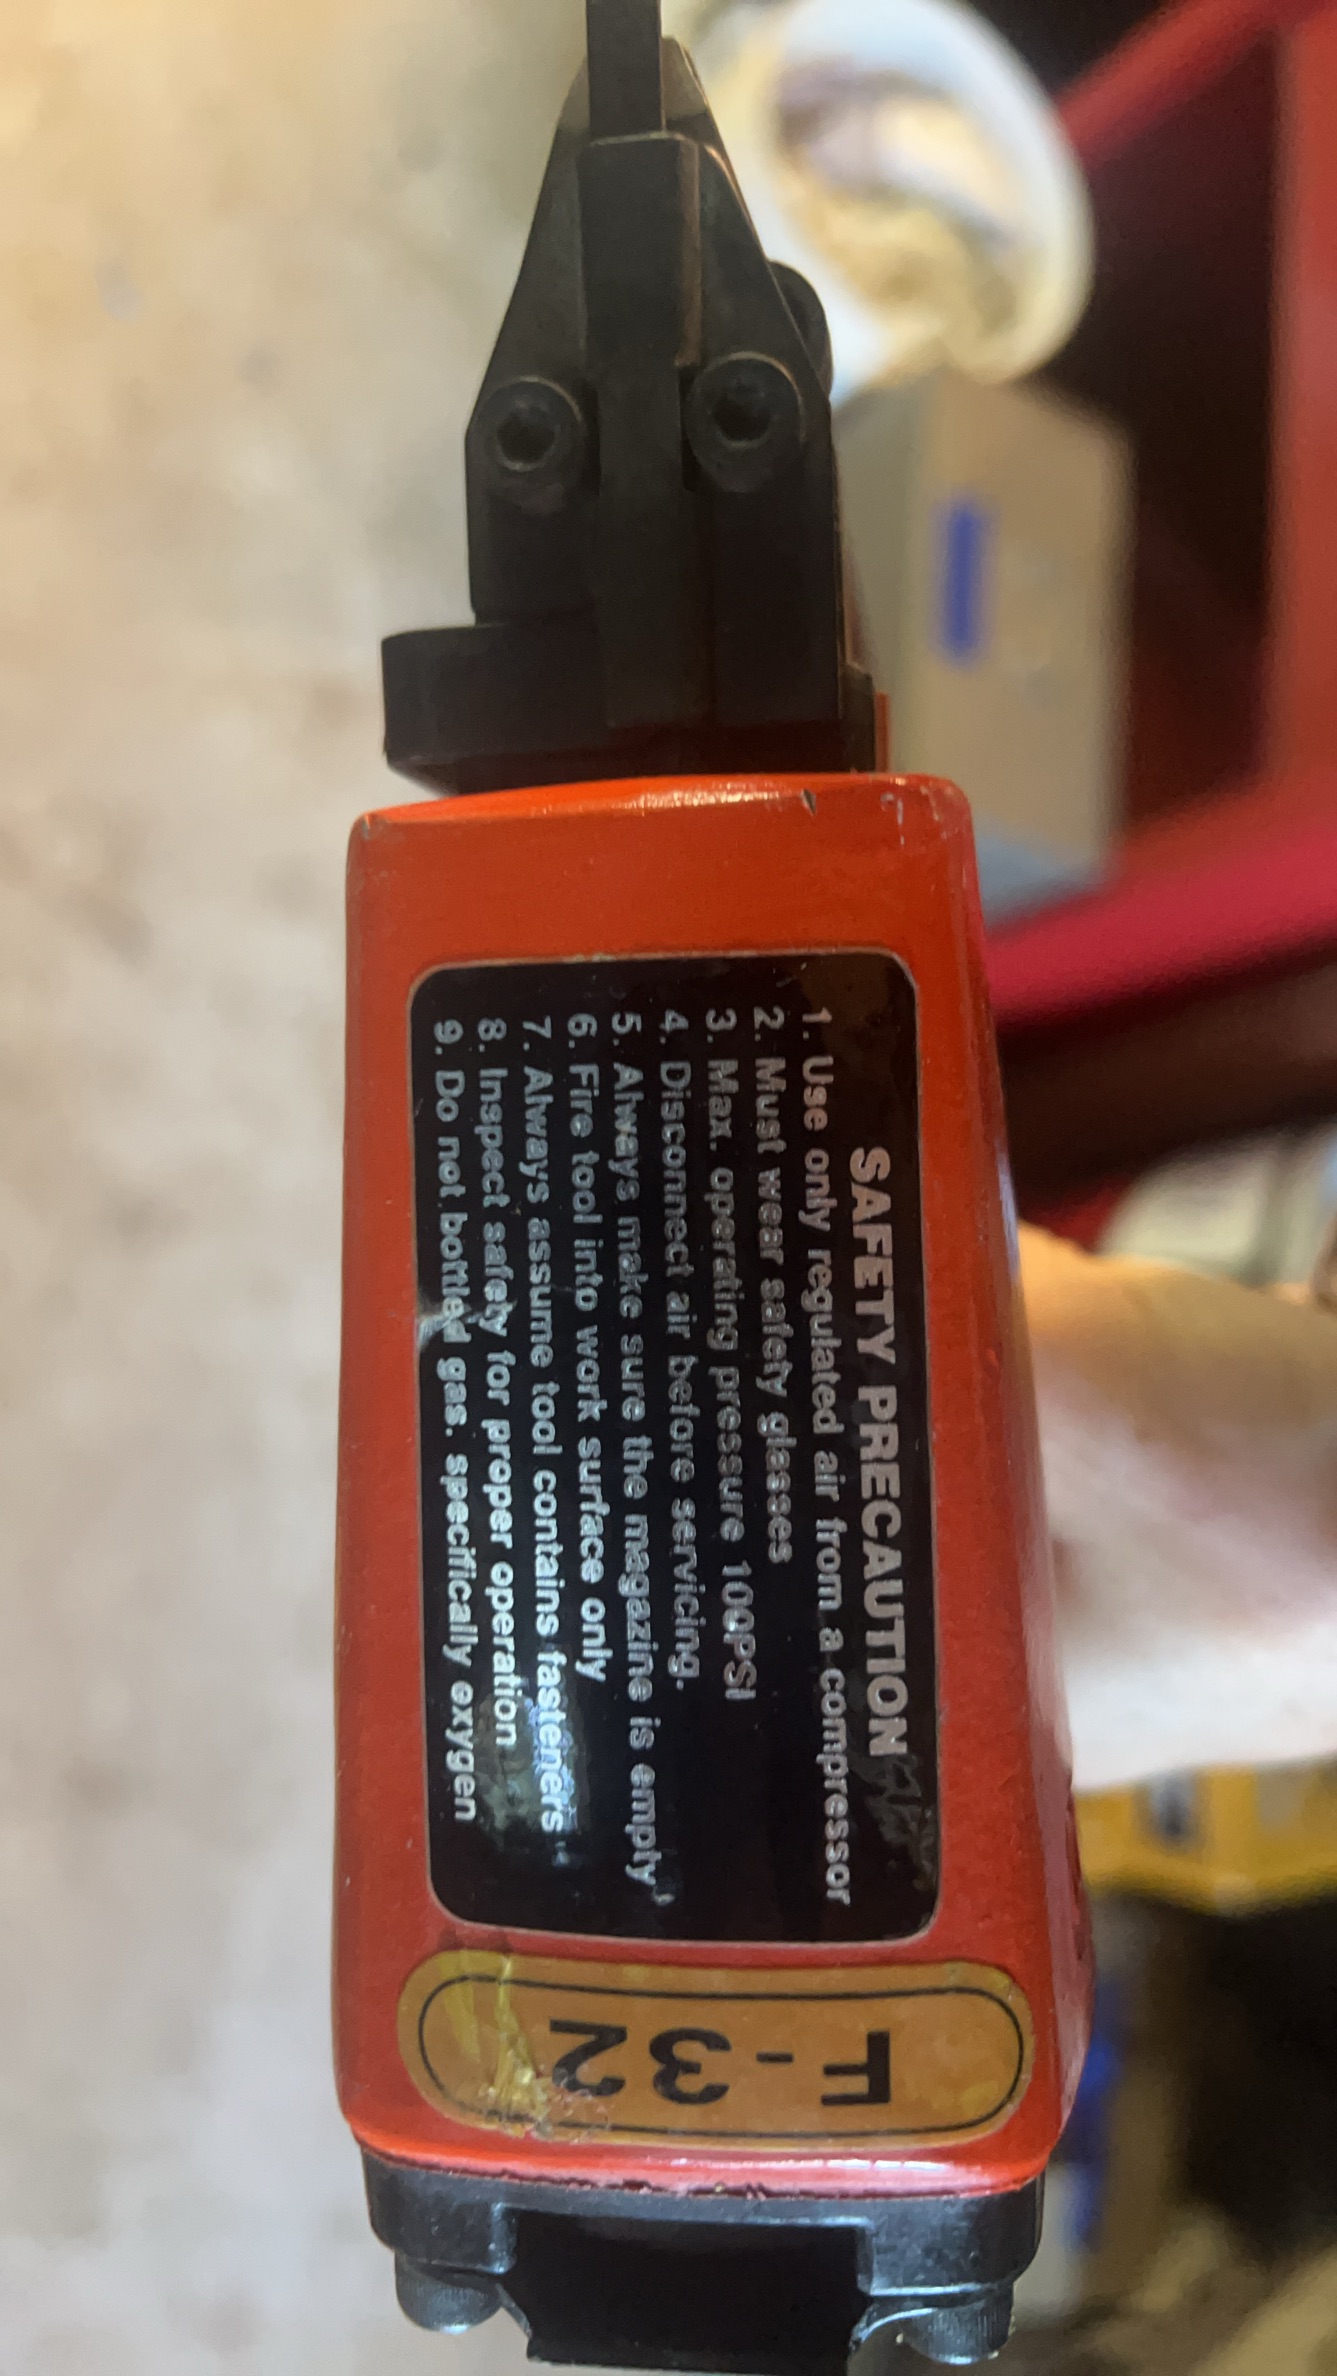 SAFETY PRECAUTION
1. Use only regulated air from a compressor
2. Must wear safety glasses
3. Max. operating pressure 100PSI
4. Disconnect air before servicing.
5. Always make sure the magazine is empty
6. Fire tool into work surface only
7. Always assume tool contains fasteners
8. Inspect safety for proper operation
9. Do not bottled gas. specifically exygen
F-32